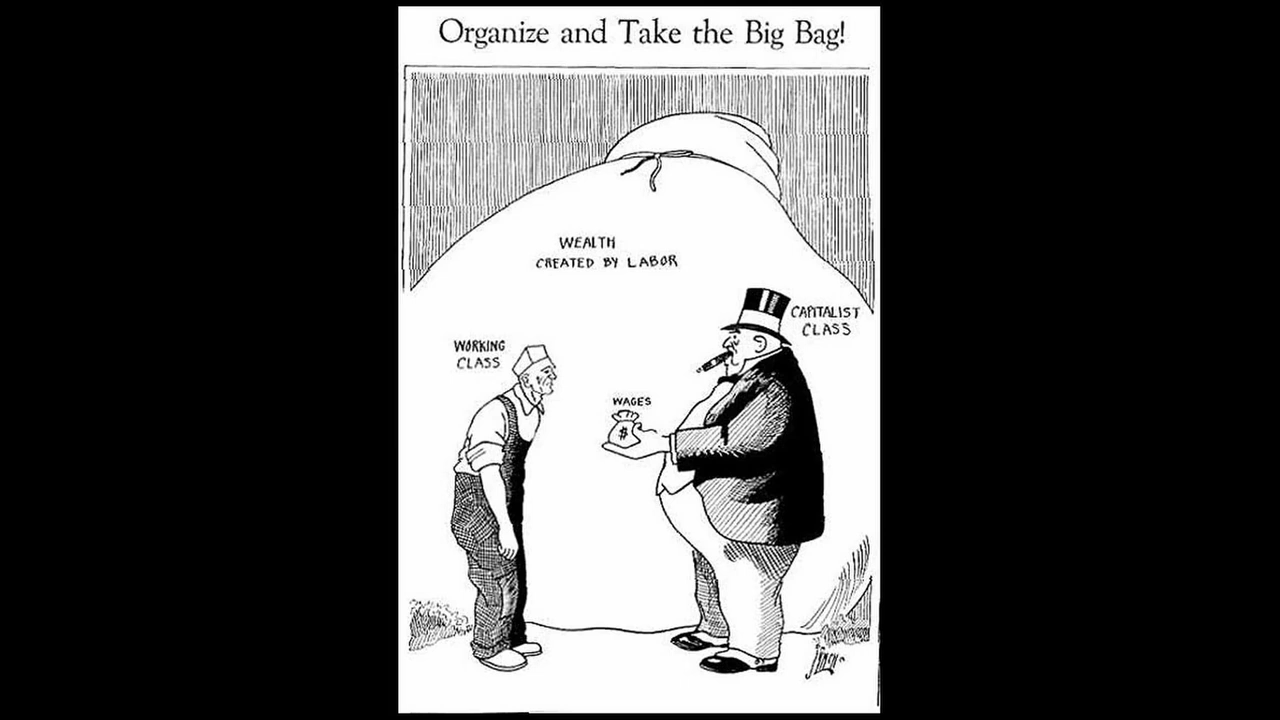 Organize and Take the Big Bag!
WEALTH
CREATED BY LABOR
CAPITALIST
CLASS
WORKING
CLASS
WAGES
$